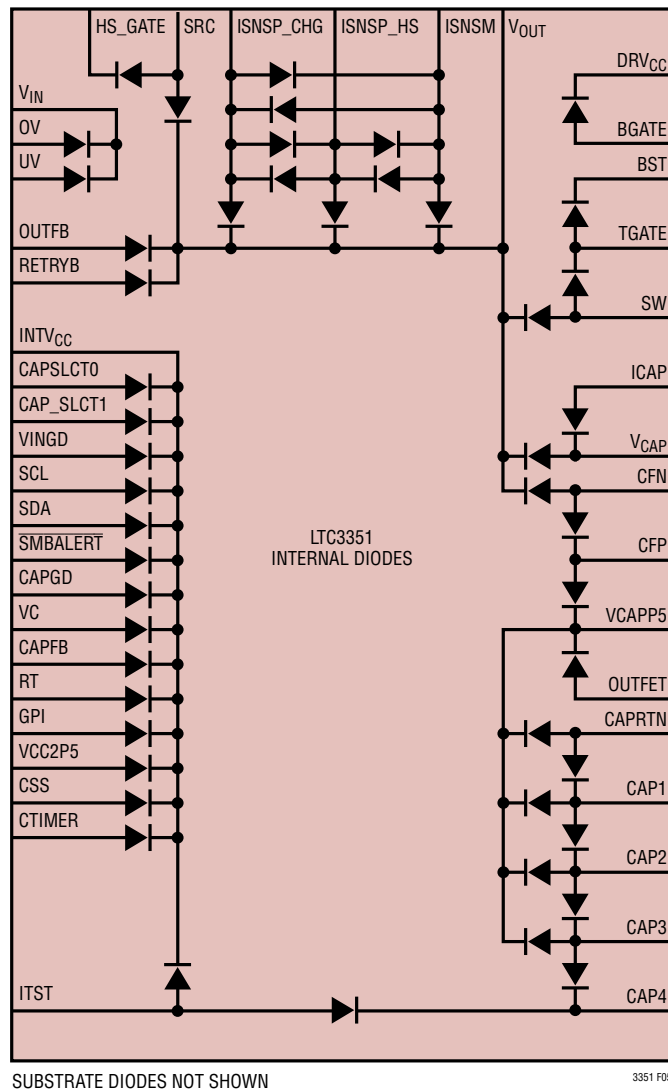 HS_GATE SRC ISNSP_CHG ISNSP_HS ISNSM VOUT
VIN
OV
UV
OUTFB
RETRYB
INTVCC
CAPSLCT0
CAP_SLCT1
VINGD
SCL
SDA
SMBALERT
CAPGD
VC
CAPFB
RT
GPI
VCC2P5
CSS
CTIMER
ITST
LTC3351
INTERNAL DIODES
DRVCC
BGATE
BST
TGATE
SW
ICAP
VCAP
CFN
CFP
VCAPP5
OUTFET
CAPRTN
CAP1
CAP2
CAP3
CAP4
SUBSTRATE DIODES NOT SHOWN